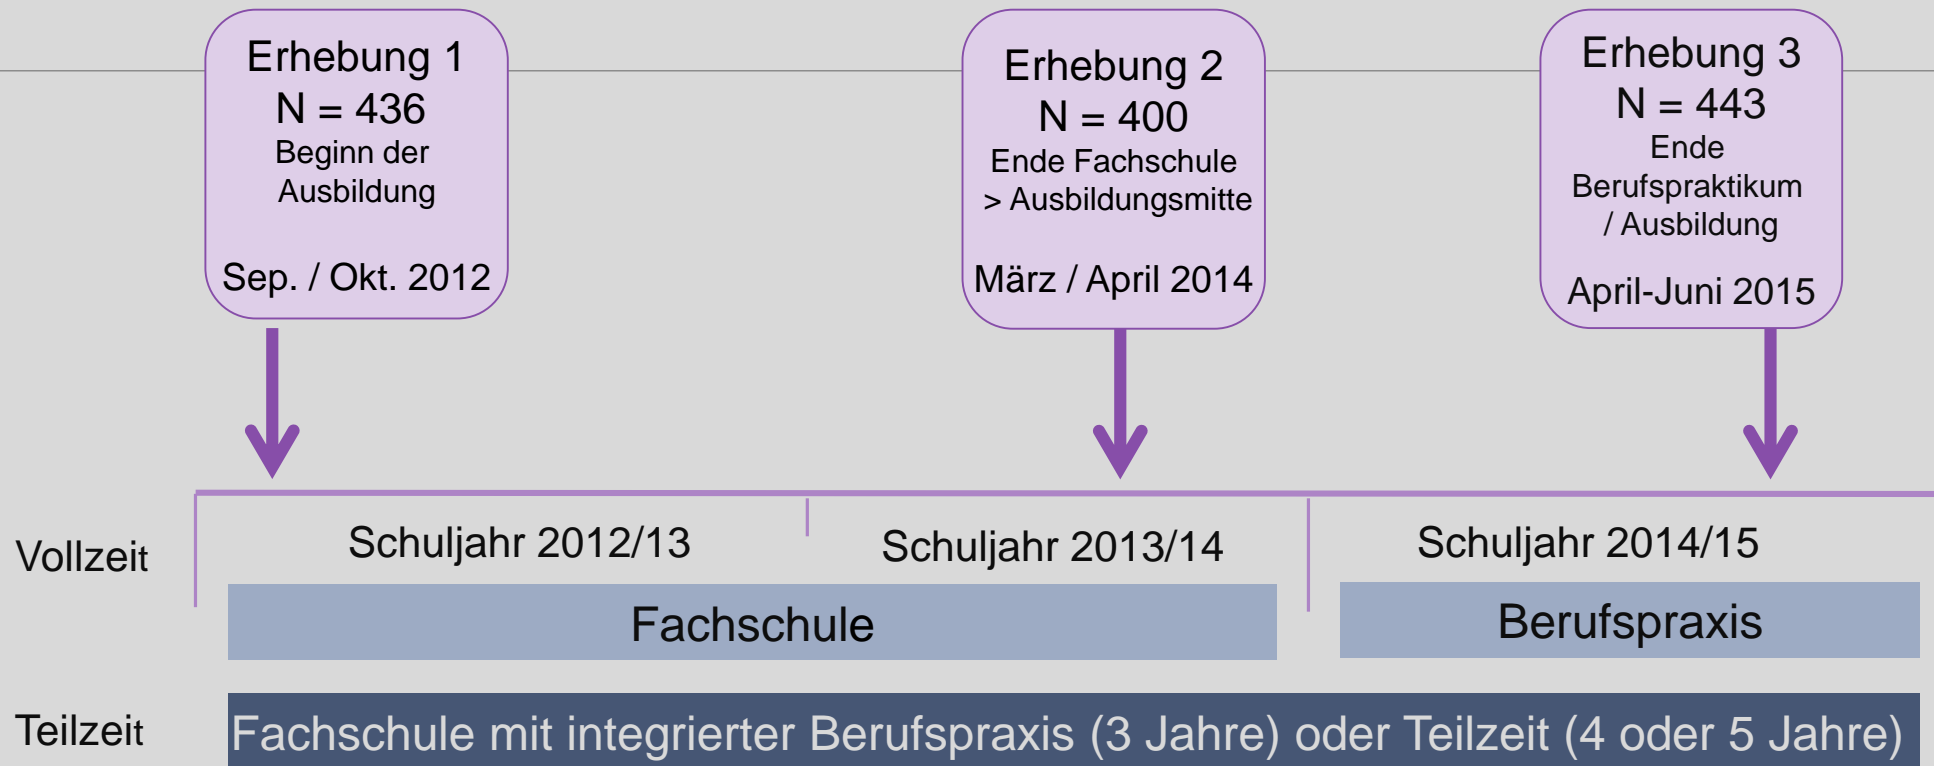 Erhebung 1
N = 436
Beginn der
Ausbildung
Sep. / Okt. 2012
Erhebung 2
N = 400
Ende Fachschule
> Ausbildungsmitte
März / April 2014
Erhebung 3
N = 443
Ende
Berufspraktikum
/ Ausbildung
April-Juni 2015
Vollzeit
Schuljahr 2012/13
Schuljahr 2013/14
Schuljahr 2014/15
Fachschule
Berufspraxis
Teilzeit
Fachschule mit integrierter Berufspraxis (3 Jahre) oder Teilzeit (4 oder 5 Jahre)